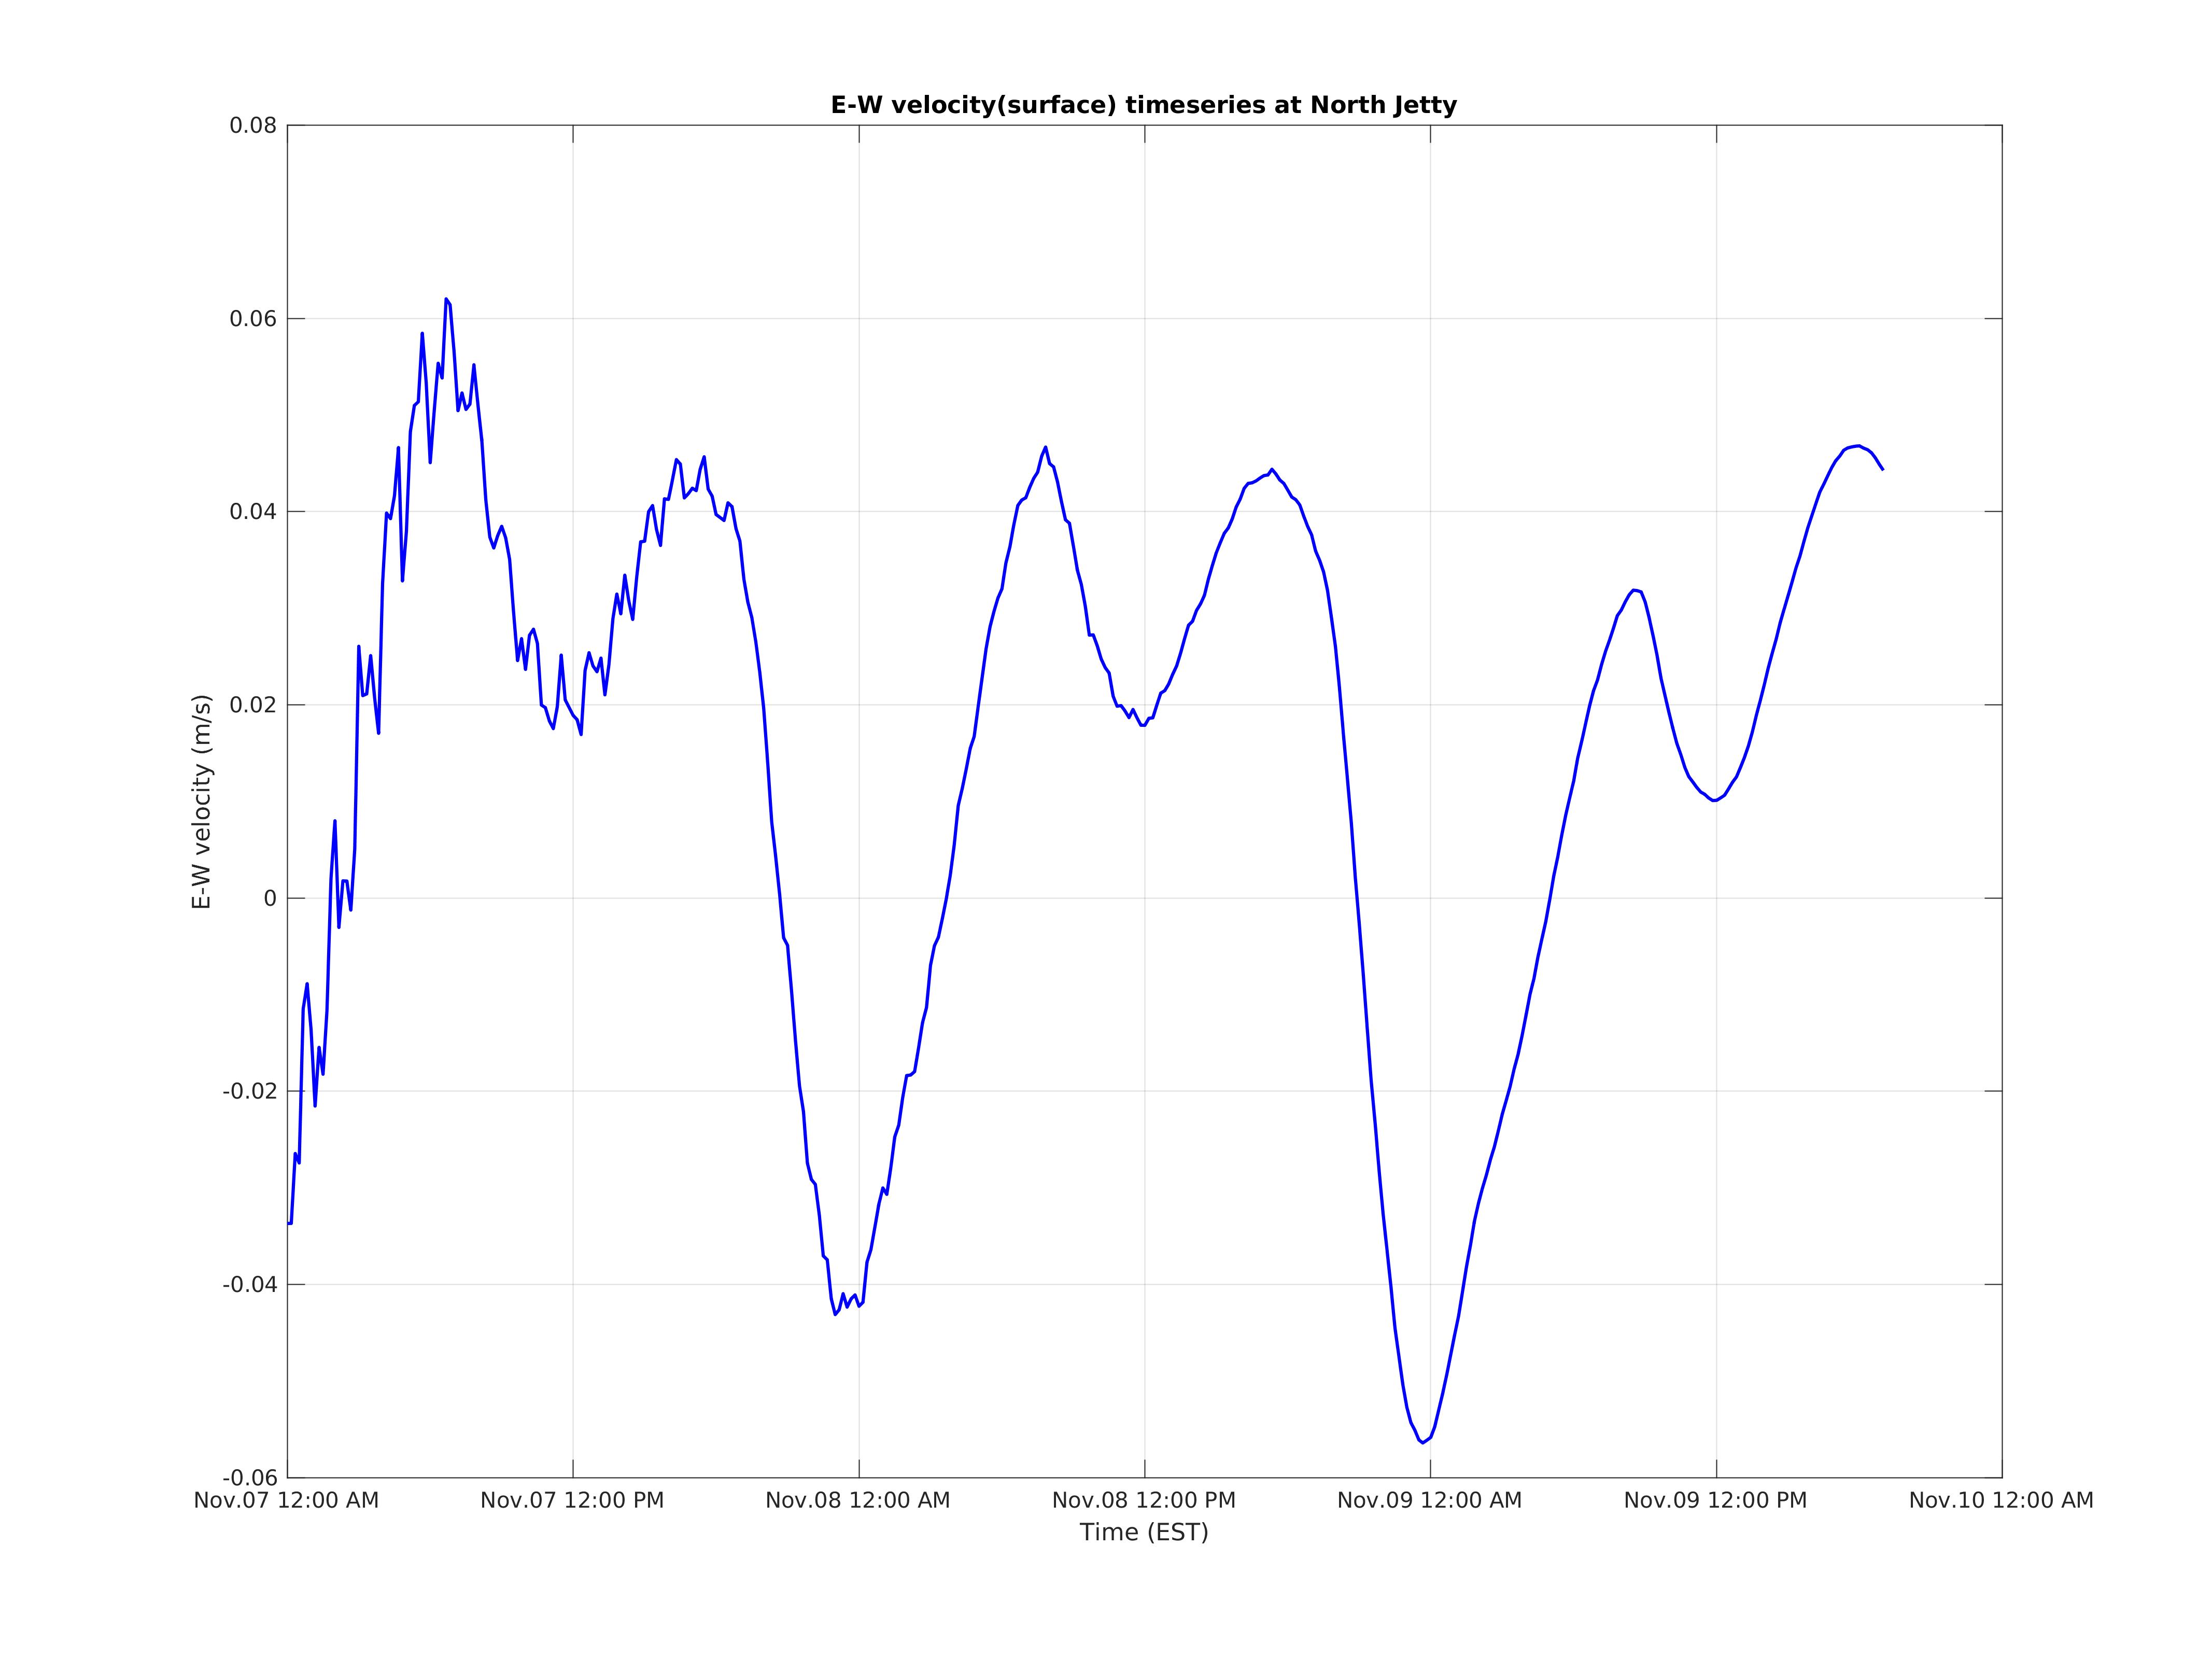 E-W velocity(surface) timeseries at North Jetty
0.08
0.06
0.04
0.02
0
-0.02
-0.04
-0.06
E-W velocity (m/s)
Nov.07 12:00 AM Nov.07 12:00 PM Nov.08 12:00 AM Nov.08 12:00 PM Nov.09 12:00 AM Nov.09 12:00 PM Nov.10 12:00 AM
Time (EST)